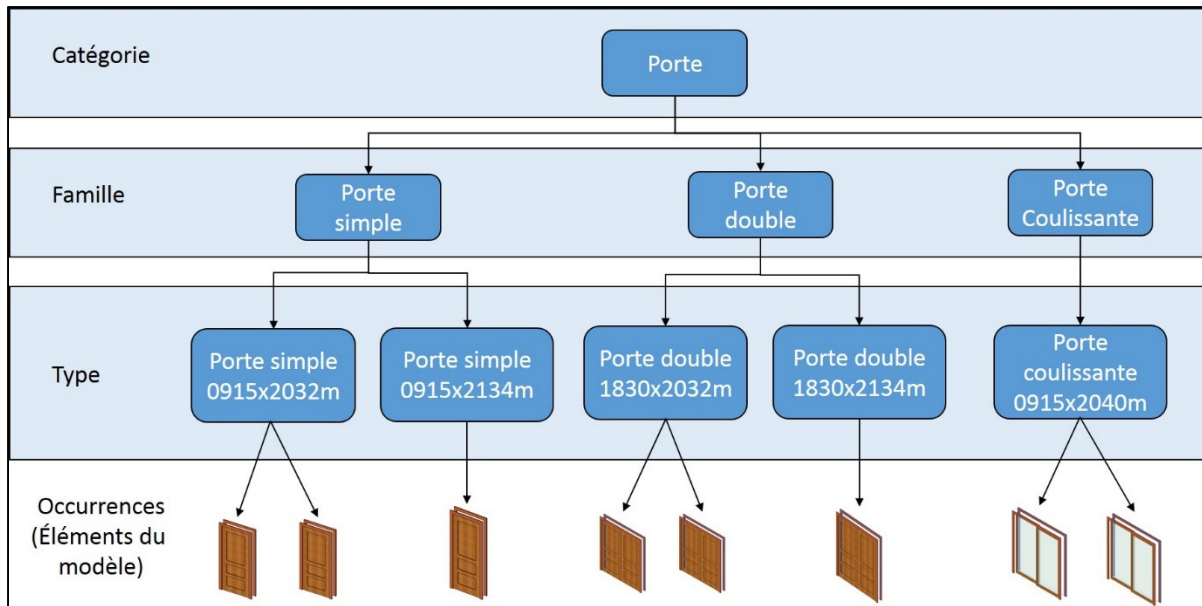 Catégorie
Porte
Famille
Porte
simple
Porte
double
Porte
Coulissante
Type
Porte simple
0915x2032m
Porte simple
0915x2134m
Porte double
1830x2032m
Porte double
1830x2134m
Porte
coulissante
0915x2040m
Occurrences
(Éléments du
modèle)